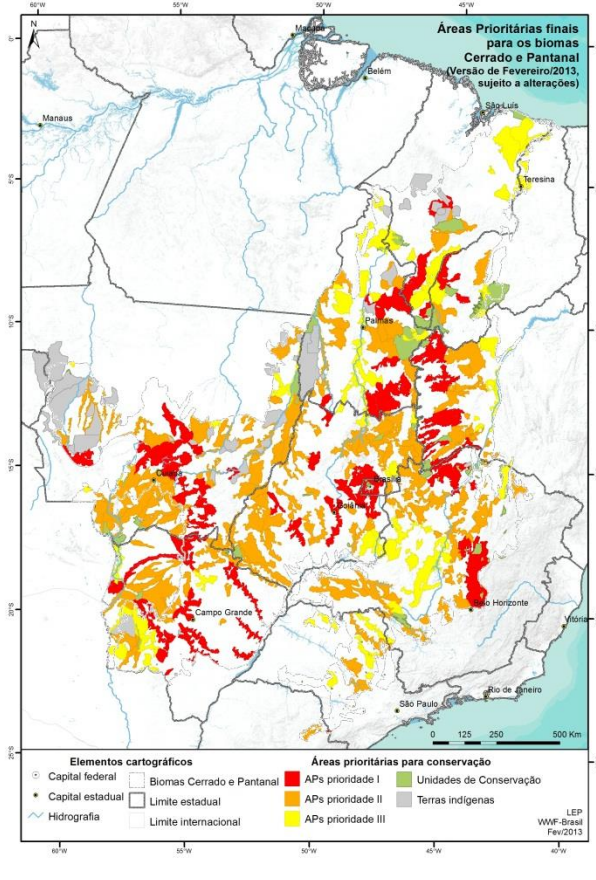 60°W 55°W 50°W 45°W 40°W
N
Áreas Prioritárias finais
para os biomas
Cerrado e Pantanal
(Versão de Fevereiro/2013,
sujeito a alterações)
0°
Macapá
Belém
São Luís
Manaus
5°S
Teresina
10°S
Palmas
15°S
Cuiabá
Brasília
Goiânia
20°S
Belo Horizonte
Campo Grande
Vitória
Rio de Janeiro
São Paulo
0 125 250 500 Km
25°S
Elementos cartográficos
Capital federal
Capital estadual
Hidrografia
Biomas Cerrado e Pantanal
Limite estadual
Limite internacional
Áreas prioritárias para conservação
APs prioridade I
APs prioridade II
APs prioridade III
Unidades de Conservação
Terras indígenas
LEP
WWF-Brasil
Fev/2013
60°W 55°W 50°W 45°W 40°W